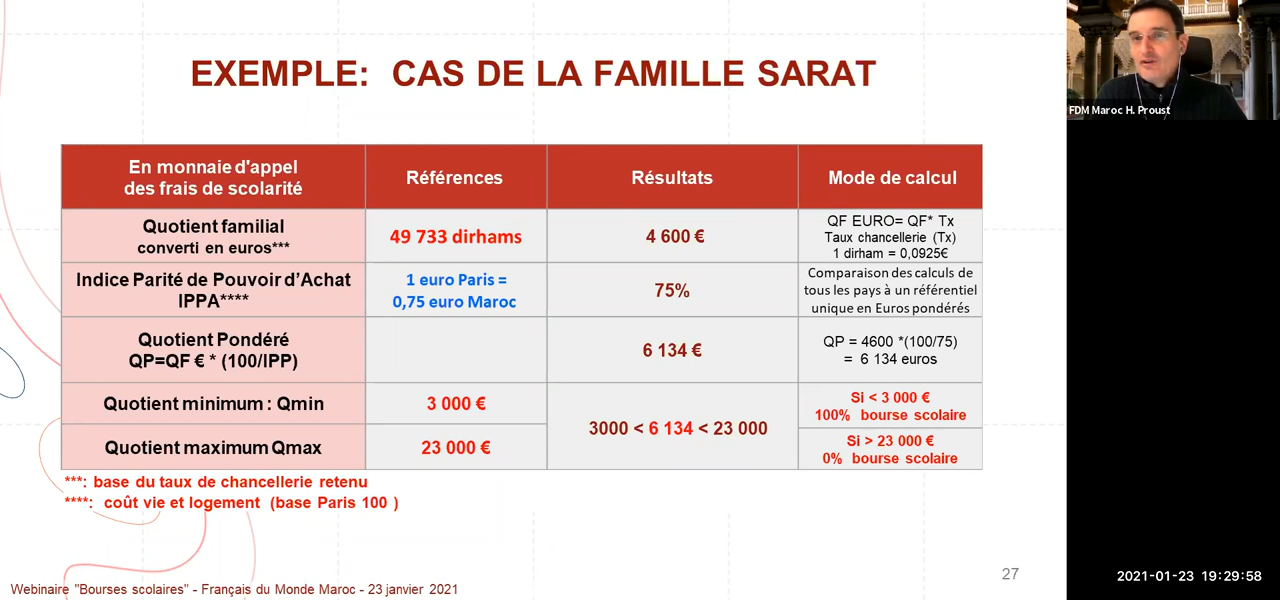 EXEMPLE: CAS DE LA FAMILLE SARAT
En monnaie d'appel
des frais de scolarité
Références
Résultats
Mode de calcul
Quotient familial
converti en euros***
49 733 dirhams
4 600 €
QF EURO= QF* Tx
Taux chancellerie (Tx)
1 dirham = 0,0925€
Indice Parité de Pouvoir d'Achat
IPPA****
1 euro Paris =
0,75 euro Maroc
75%
Comparaison des calculs de
tous les pays à un référentiel
unique en Euros pondérés
Quotient Pondéré
QP=QF € * (100/IPP)
6 134 €
QP = 4600 *(100/75)
= 6 134 euros
Quotient minimum : Qmin
3 000 €
3000 < 6 134 < 23 000
Si < 3 000 €
100% bourse scolaire
Quotient maximum Qmax
23 000 €
Si > 23 000 €
0% bourse scolaire
***: base du taux de chancellerie retenu
****: coût vie et logement (base Paris 100 )
27
Webinaire "Bourses scolaires" - Français du Monde Maroc - 23 janvier 2021
FDM Maroc H. Proust
2021-01-23 19:29:58